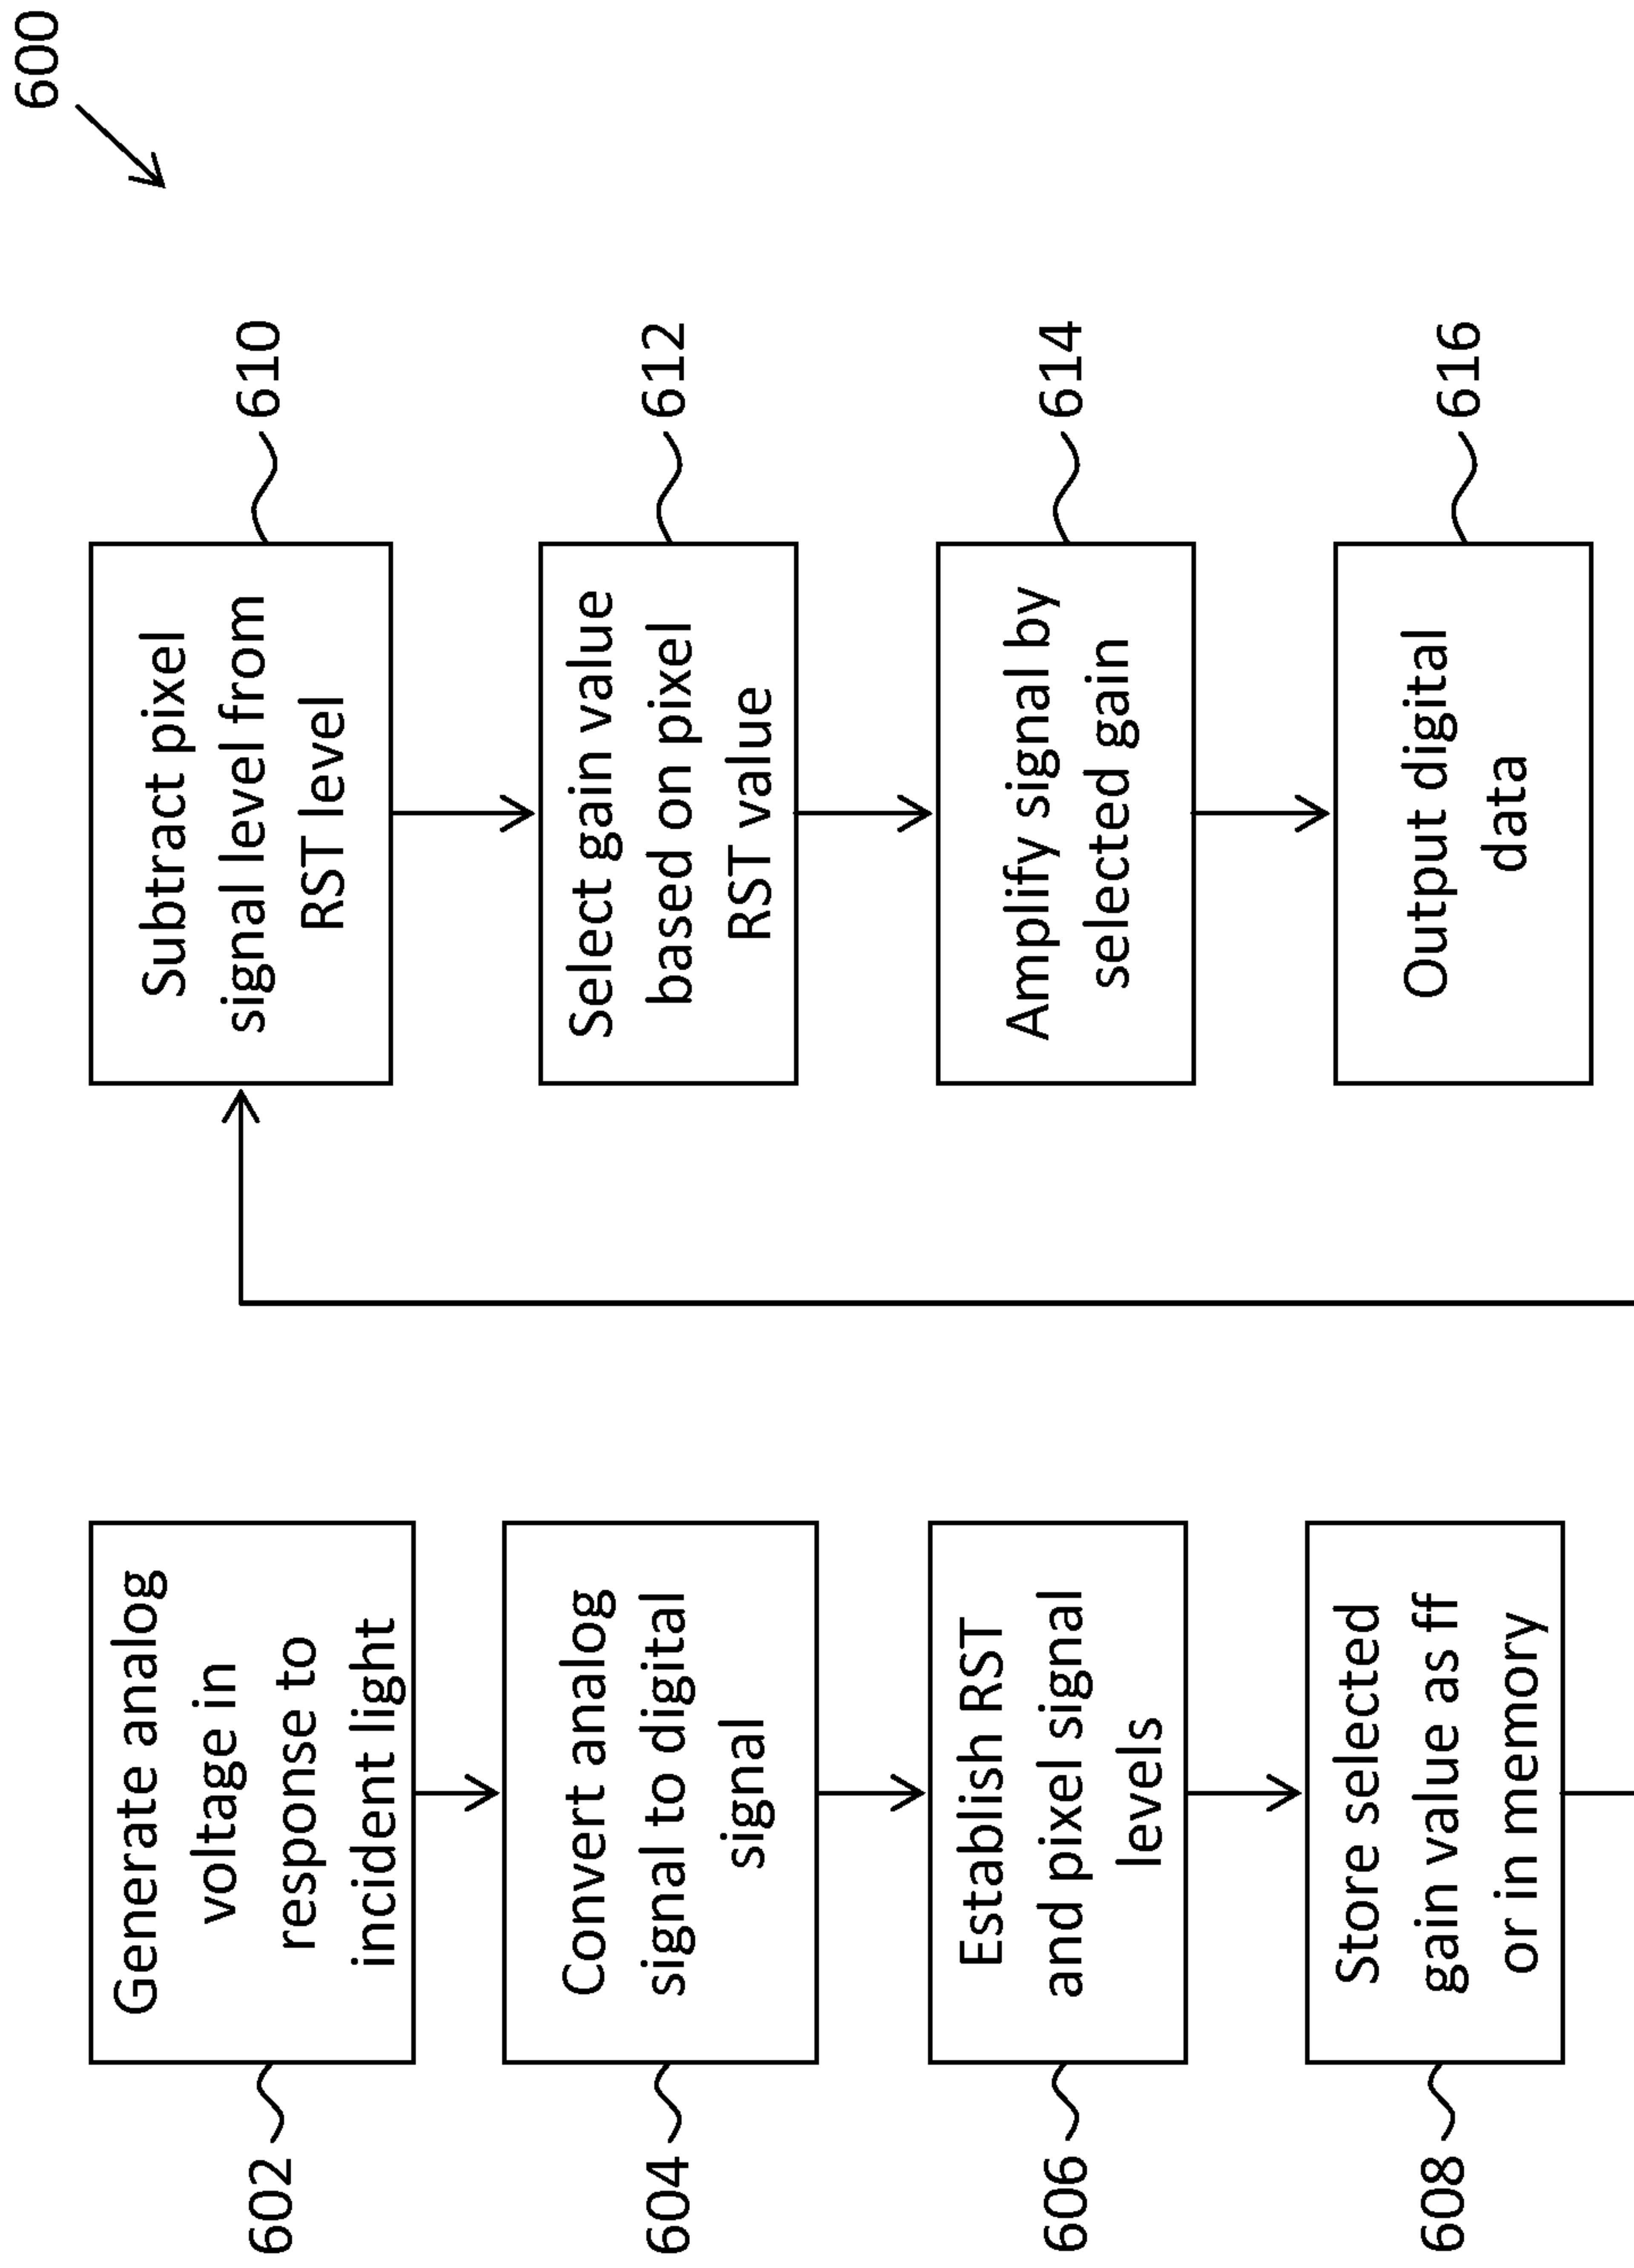 600
602
Generate analog
voltage in
response to
incident light
604
Convert analog
signal to digital
signal
606
Establish RST
and pixel signal
levels
608
Store selected
gain value as ff
or in memory
Subtract pixel
signal level from
RST level
610
Select gain value
based on pixel
RST value
612
Amplify signal by
selected gain
614
Output digital
data
616